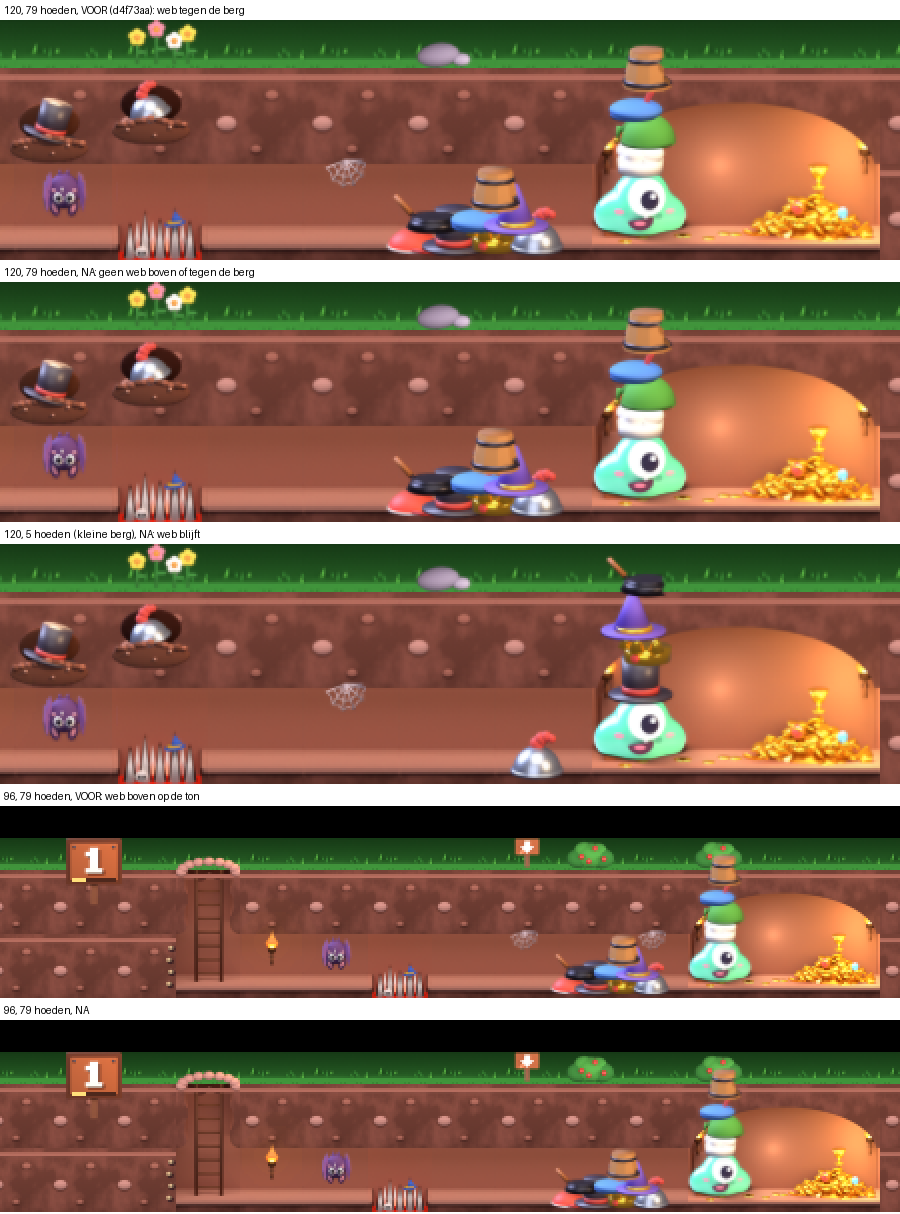 120, 79 hoeden, VOOR (d4f73aa): web tegen de berg
120, 79 hoeden, NA: geen web boven of tegen de berg
120, 5 hoeden (kleine berg), NA: web blijft
96, 79 hoeden, VOOR: web boven op de ton
1
96, 79 hoeden, NA
1